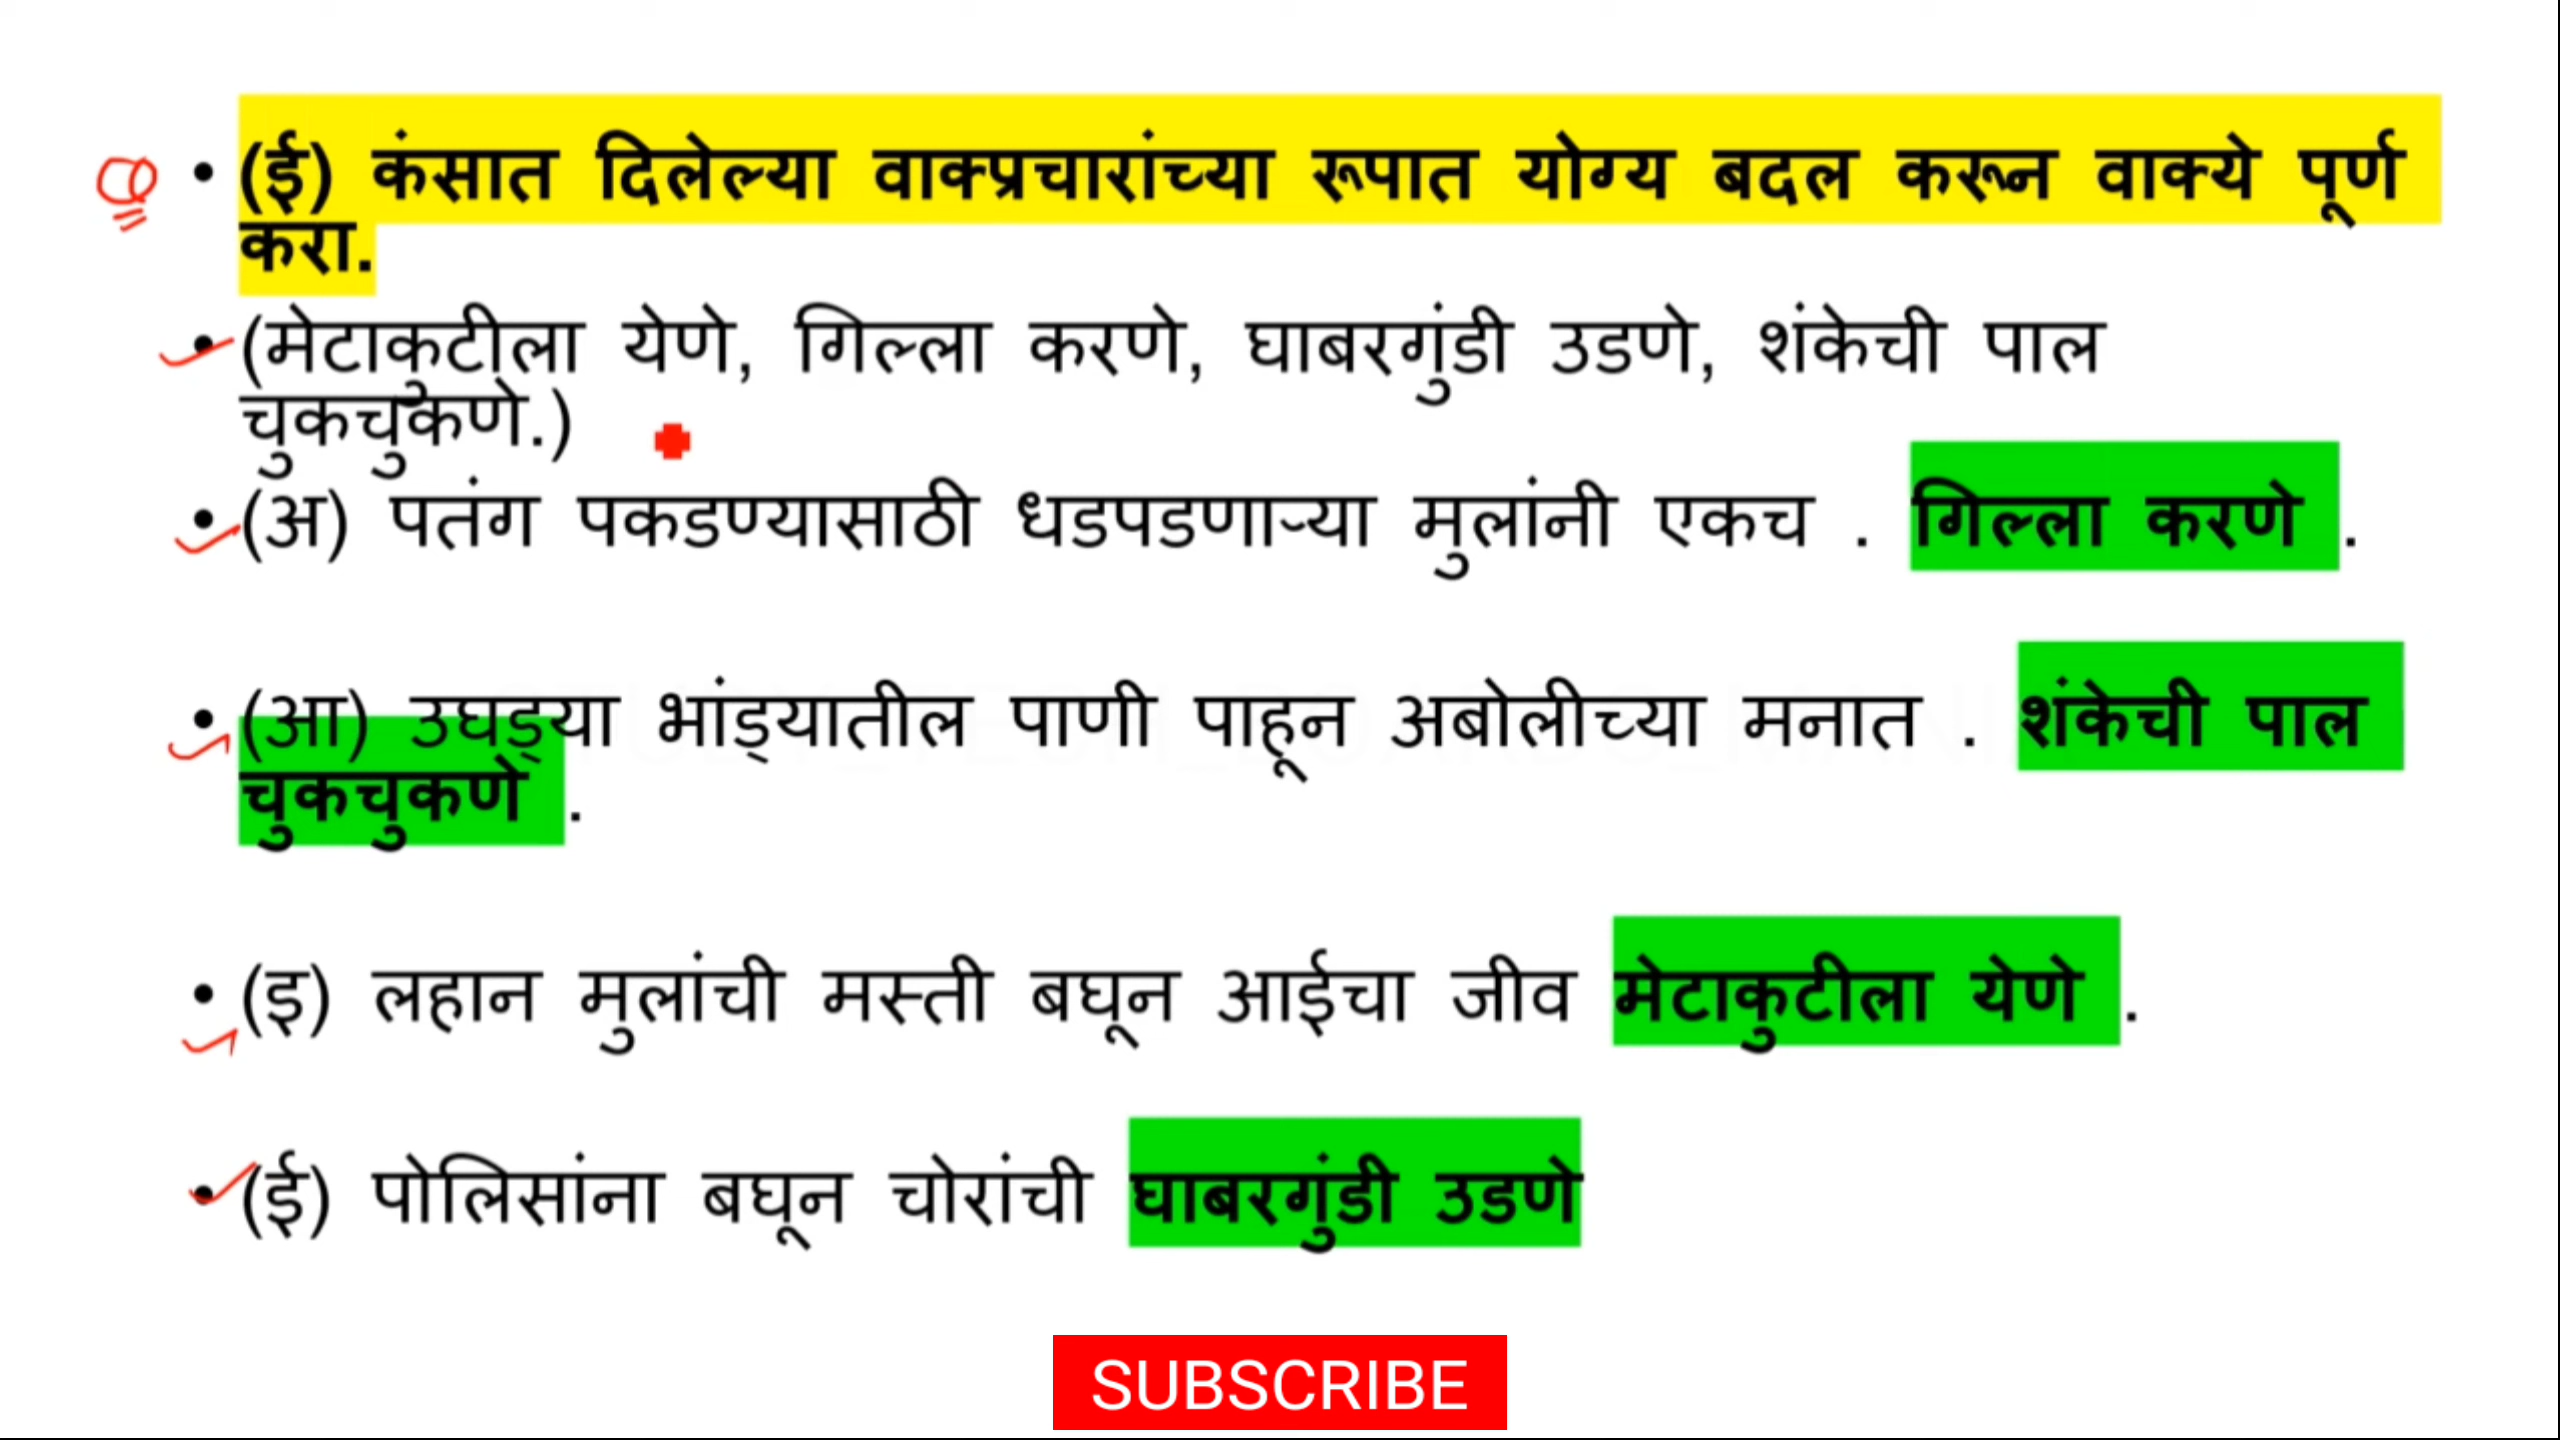 • (ई) कंसात दिलेल्या वाक्प्रचारांच्या रूपात योग्य बदल करून वाक्ये पूर्ण
करा.
• (मेटाकुटीला येणे, गिल्ला करणे, घाबरगुंडी उडणे, शंकेची पाल
चुकचुकणे.)
• (अ) पतंग पकडण्यासाठी धडपडणाऱ्या मुलांनी एकच . गिल्ला करणे .
• (आ) उघड्या भांड्यातील पाणी पाहून अबोलीच्या मनात . शंकेची पाल
चुकचुकणे .
• (इ) लहान मुलांची मस्ती बघून आईचा जीव मेटाकुटीला येणे .
• (ई) पोलिसांना बघून चोरांची घाबरगुंडी उडणे
SUBSCRIBE